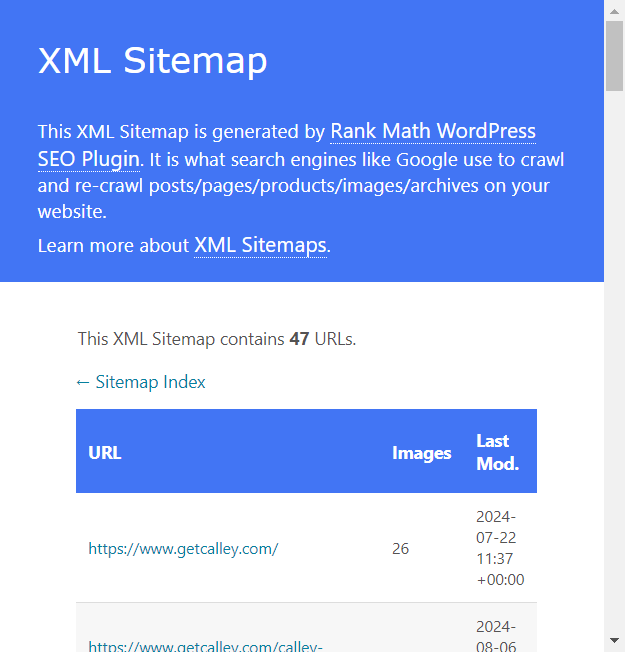 XML Sitemap
This XML Sitemap is generated by Rank Math WordPress
SEO Plugin. It is what search engines like Google use to crawl
and re-crawl posts/pages/products/images/archives on your
website.
Learn more about XML Sitemaps.
This XML Sitemap contains 47 URLs.
← Sitemap Index
URL Images Last
Mod.
https://www.getcalley.com/ 26 2024-
07-22
11:37
+00:00
2024-
https://www.getcalley.com/calley- 08-06